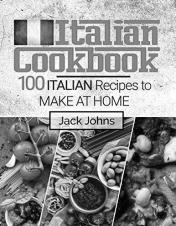 Italian
Cookbook
100 ITALIAN Recipes to
MAKE AT HOME
Jack Johns